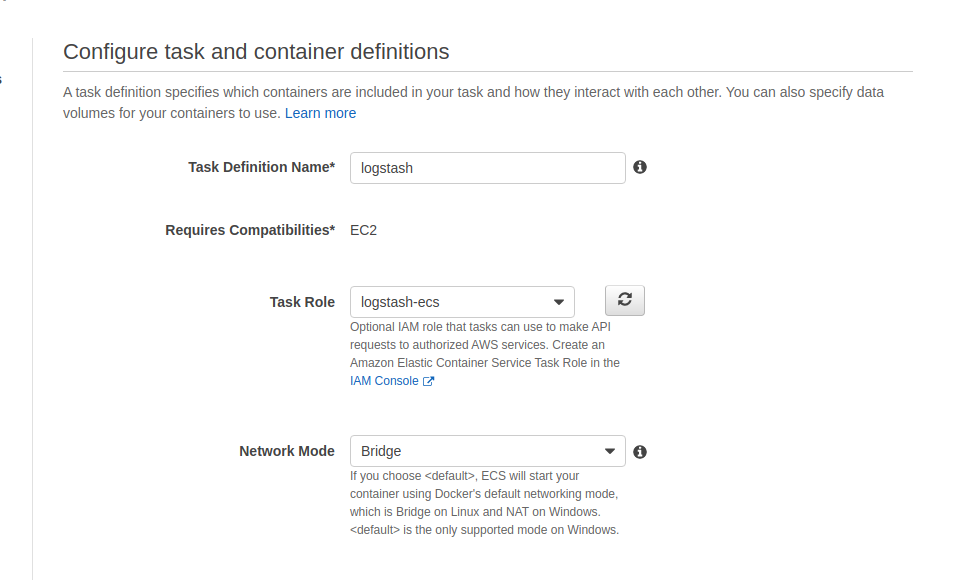 Configure task and container definitions
A task definition specifies which containers are included in your task and how they interact with each other. You can also specify data
volumes for your containers to use. Learn more
Task Definition Name* logstash
Requires Compatibilities* EC2
Task Role logstash-ecs
Optional IAM role that tasks can use to make API
requests to authorized AWS services. Create an
Amazon Elastic Container Service Task Role in the
IAM Console
Network Mode Bridge
If you choose <default>, ECS will start your
container using Docker's default networking mode,
which is Bridge on Linux and NAT on Windows.
<default> is the only supported mode on Windows.